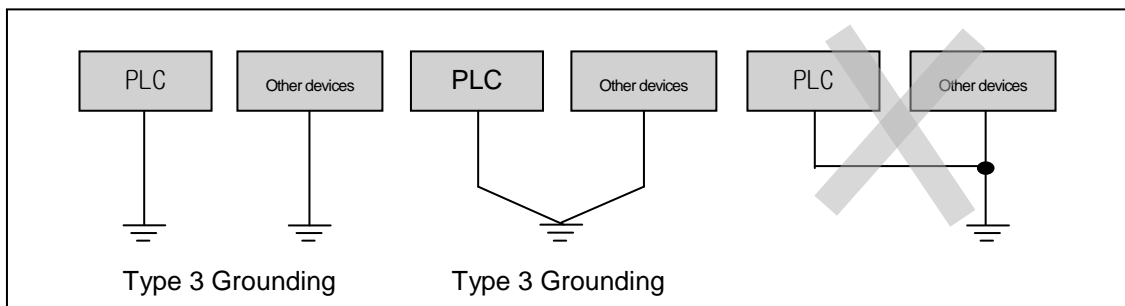 PLC Other devices PLC Other devices PLC Other devices
Type 3 Grounding Type 3 Grounding